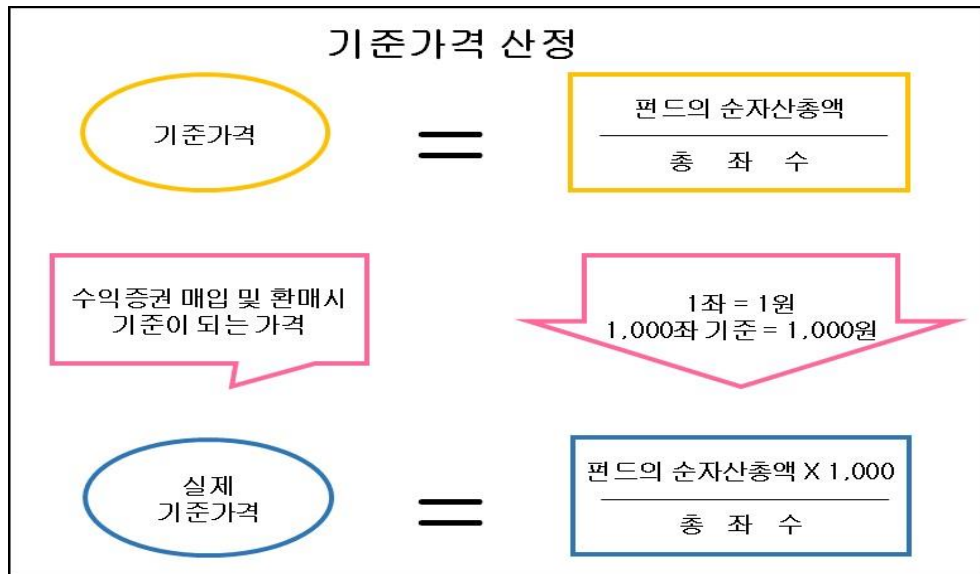 기준가격 산정
기준가격
=
펀드의 순자산총액
총 좌 수
수익증권 매입 및 환매시
기준이 되는 가격
1좌 = 1원
1,000좌 기준 = 1,000원
실제
기준가격
=
펀드의 순자산총액 X 1,000
총 좌 수